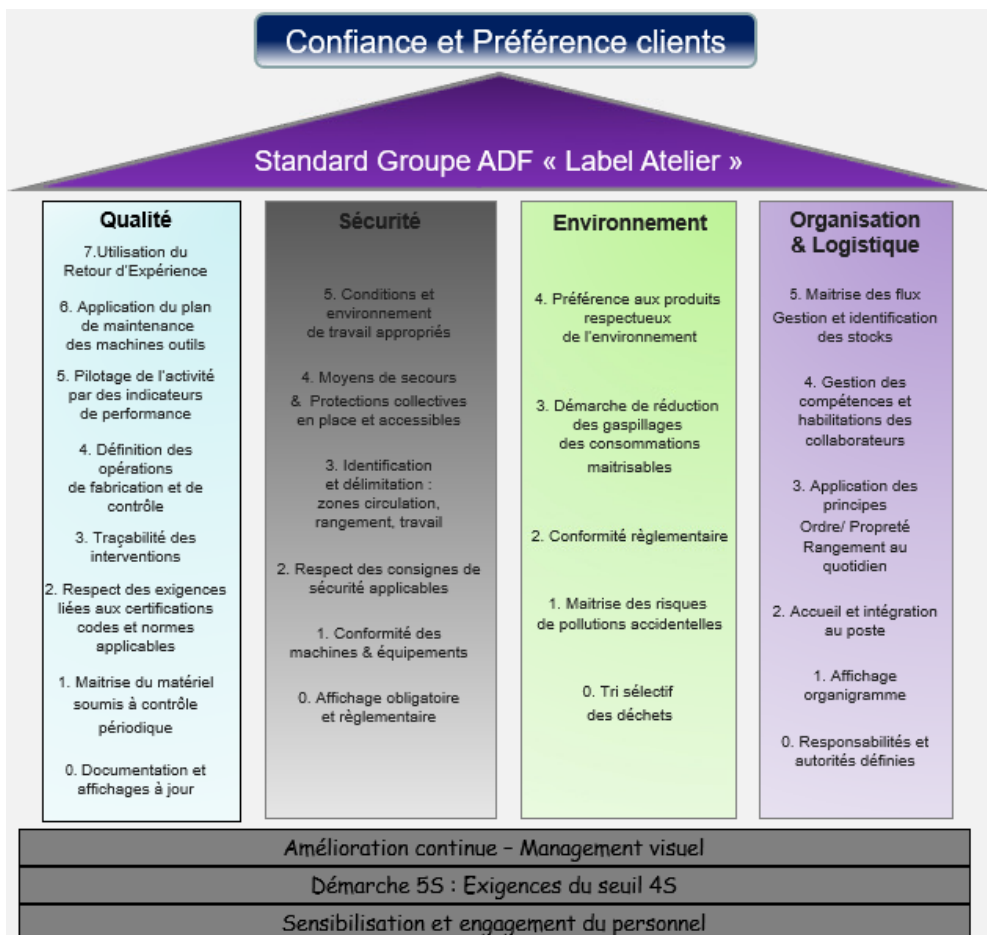 Confiance et Préférence clients
Standard Groupe ADF « Label Atelier »
Qualité
7.Utilisation du
Retour d'Expérience
6. Application du plan
de maintenance
des machines outils
5. Pilotage de l'activité
par des indicateurs
de performance
4. Définition des
opérations
de fabrication et de
contrôle
3. Traçabilité des
interventions
2. Respect des exigences
liées aux certifications
codes et normes
applicables
1. Maitrise du matériel
soumis à contrôle
périodique
0. Documentation et
affichages à jour
Sécurité
5. Conditions et
environnement
de travail appropriés
4. Moyens de secours
& Protections collectives
en place et accessibles
3. Identification
et délimitation :
zones circulation,
rangement, travail
2. Respect des consignes de
sécurité applicables
1. Conformité des
machines & équipements
0. Affichage obligatoire
et règlementaire
Environnement
4. Préférence aux produits
respectueux
de l'environnement
3. Démarche de réduction
des gaspillages
des consommations
maitrisables
2. Conformité règlementaire
1. Maitrise des risques
de pollutions accidentelles
0. Tri sélectif
des déchets
Organisation
& Logistique
5. Maitrise des flux
Gestion et identification
des stocks
4. Gestion des
compétences et
habilitations des
collaborateurs
3. Application des
principes
Ordre/ Propreté
Rangement au
quotidien
2. Accueil et intégration
au poste
1. Affichage
organigramme
0. Responsabilités et
autorités définies
Amélioration continue – Management visuel
Démarche 5S : Exigences du seuil 4S
Sensibilisation et engagement du personnel